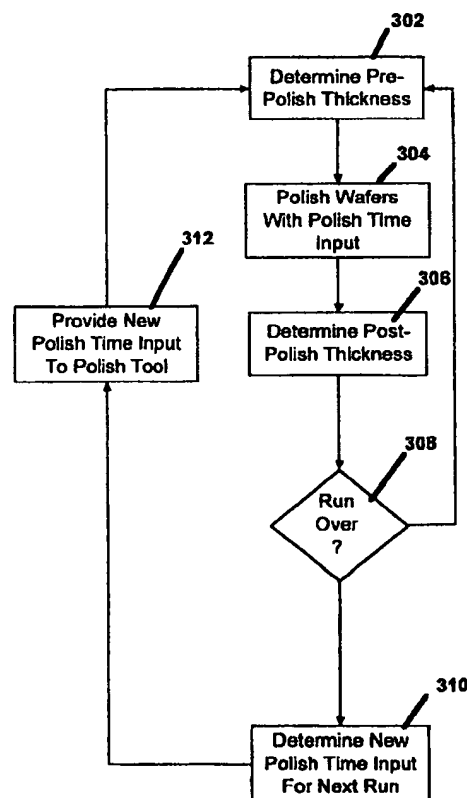 302
Determine Pre-
Polish Thickness
304
Polish Wafers
With Polish Time
Input
312
306
Provide New
Polish Time Input
To Polish Tool
Determine Post-
Polish Thickness
308
Run
Over
?
310
Determine New
Polish Time Input
For Next Run